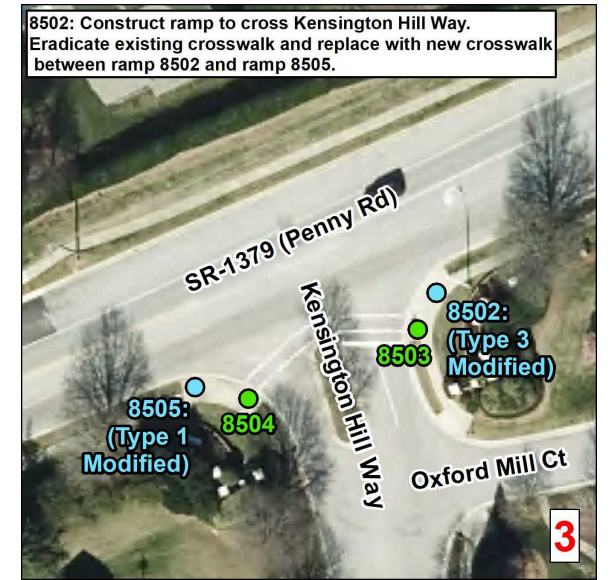 8502: Construct ramp to cross Kensington Hill Way.
Eradicate existing crosswalk and replace with new crosswalk
between ramp 8502 and ramp 8505.
SR-1379 (Penny Rd)
Kensington Hill Way
8502:
(Type 3
Modified)
8503
8505:
(Type 1
Modified)
8504
Oxford Mill Ct
3